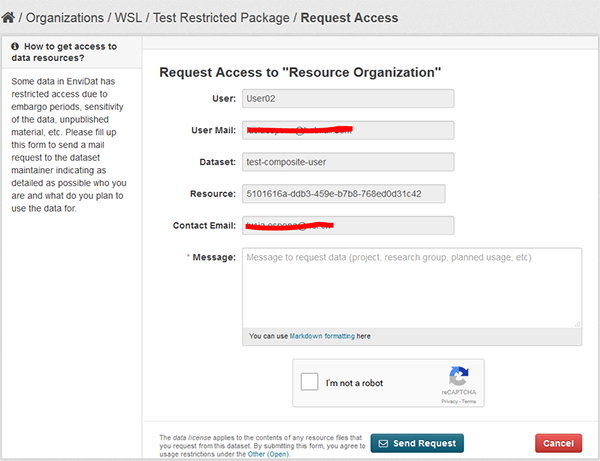 / Organizations / WSL / Test Restricted Package / Request Access
How to get access to
data resources?
Some data in EnviDat has
restricted access due to
embargo periods, sensitivity
of the data, unpublished
material, etc. Please fill up
this form to send a mail
request to the dataset
maintainer indicating as
detailed as possible who you
are and what do you plan to
use the data for.
Request Access to "Resource Organization"
User: User02
User Mail:
Dataset: test-composite-user
Resource: 5101616a-ddb3-459e-b7b8-768ed0d31c42
Contact Email:
* Message: Message to request data (project, research group, planned usage, etc)
You can use Markdown formatting here
I'm not a robot
reCAPTCHA
Privacy - Terms
The data license applies to the contents of any resource files that
you request from this dataset. By submitting this form, you agree to
usage restrictions under the Other (Open).
Send Request
Cancel